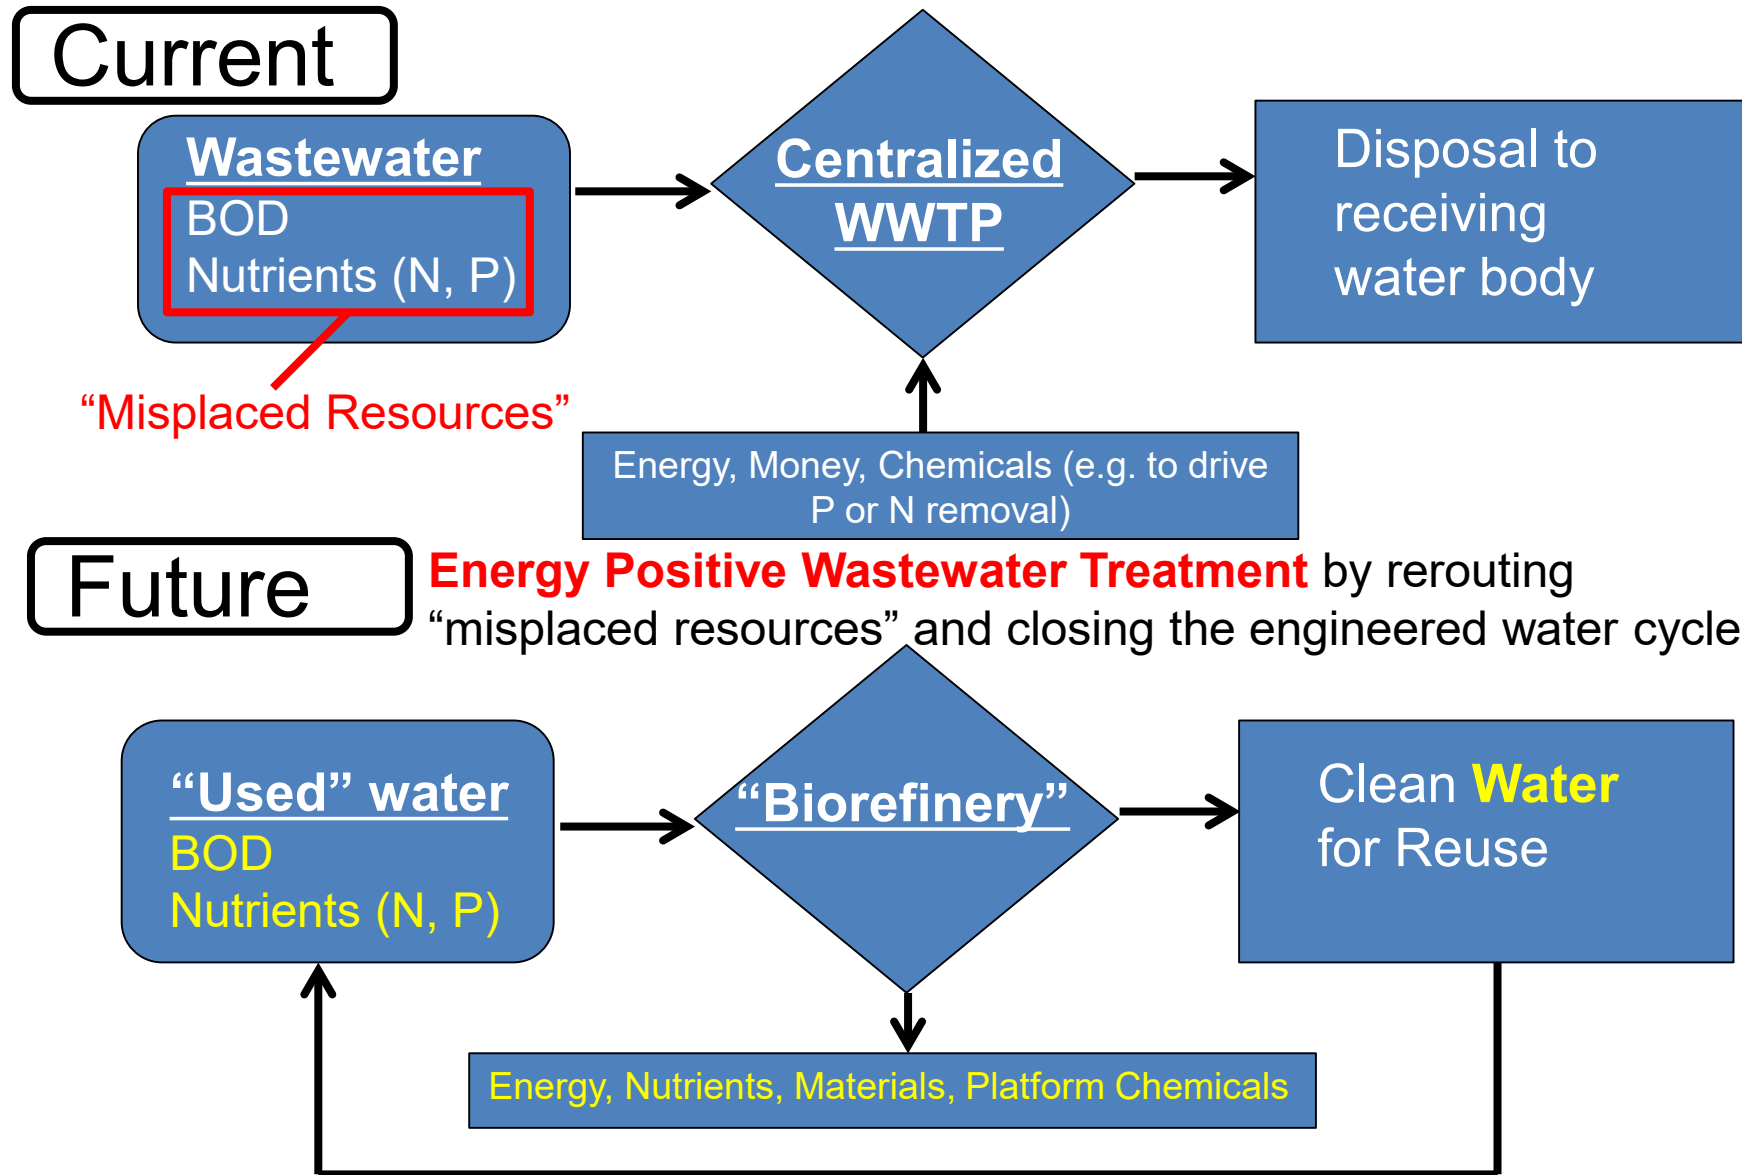 Current
Wastewater
BOD
Nutrients (N, P)
“Misplaced Resources”
Centralized
WWTP
Disposal to
receiving
water body
Energy, Money, Chemicals (e.g. to drive
P or N removal)
Future
Energy Positive Wastewater Treatment by rerouting
“misplaced resources” and closing the engineered water cycle
“Used” water
BOD
Nutrients (N, P)
“Biorefinery”
Clean Water
for Reuse
Energy, Nutrients, Materials, Platform Chemicals